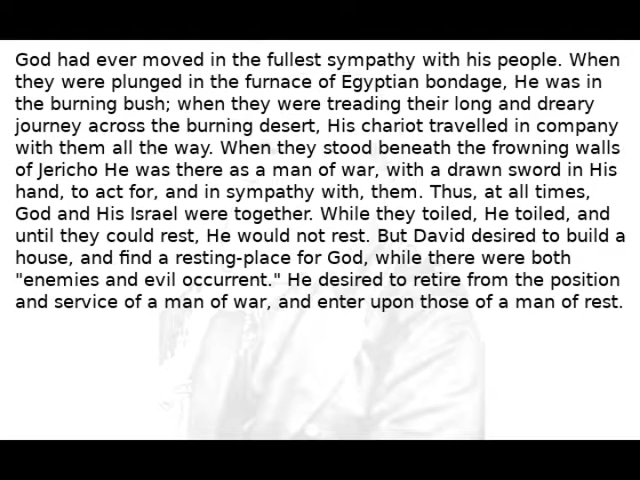 God had ever moved in the fullest sympathy with his people. When
they were plunged in the furnace of Egyptian bondage, He was in
the burning bush; when they were treading their long and dreary
journey across the burning desert, His chariot travelled in company
with them all the way. When they stood beneath the frowning walls
of Jericho He was there as a man of war, with a drawn sword in His
hand, to act for, and in sympathy with, them. Thus, at all times,
God and His Israel were together. While they toiled, He toiled, and
until they could rest, He would not rest. But David desired to build a
house, and find a resting-place for God, while there were both
"enemies and evil occurrent." He desired to retire from the position
and service of a man of war, and enter upon those of a man of rest.